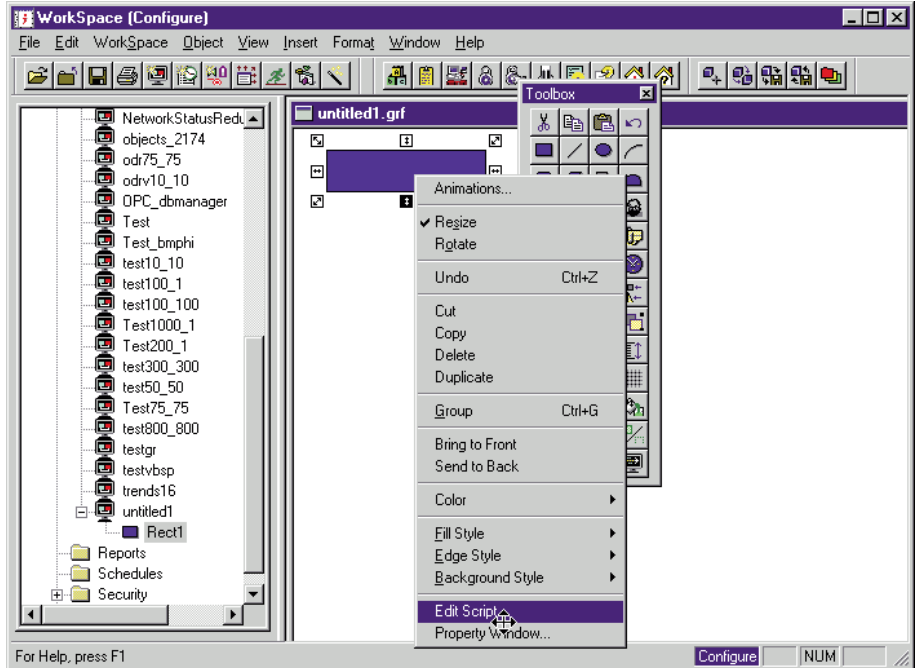 WorkSpace (Configure)
File Edit WorkSpace Object View Insert Format Window Help
Toolbox
untitled1.grf
NetworkStatusRedu
objects_2174
odr75_75
odrv10_10
OPC_dbmanager
Test
Test_bmphi
test10_10
test100_1
test100_100
Test1000_1
Test200_1
test300_300
test50_50
Test75_75
test800_800
testgr
testvbsp
trends16
untitled1
Rect1
Reports
Schedules
Security
Animations...
Resize
Rotate
Undo Ctrl+Z
Cut
Copy
Delete
Duplicate
Group Ctrl+G
Bring to Front
Send to Back
Color
Fill Style
Edge Style
Background Style
Edit Script
Property Window...
For Help, press F1
Configure NUM